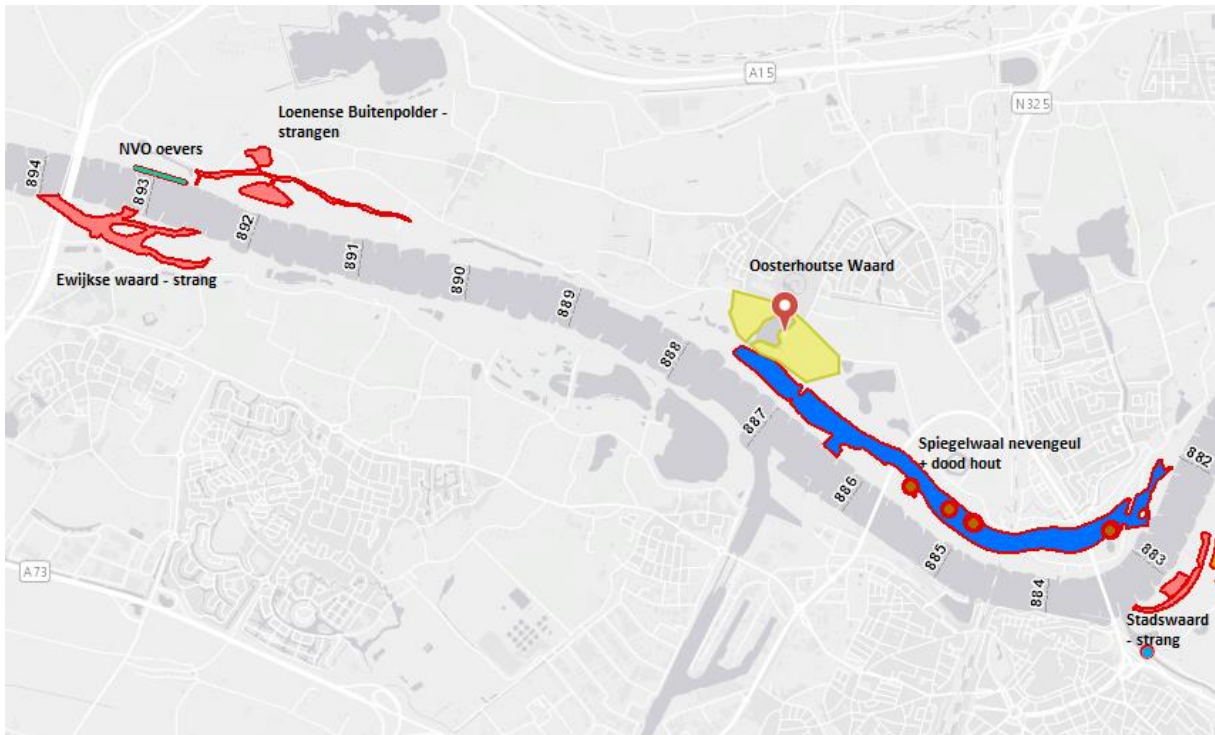 A15
N325
Loenense Buitenpolder -
strangen
NVO oevers
894
893
892
891
890
889
888
887
886
885
884
883
882
Ewijkse waard - strang
Oosterhoutse Waard
Spiegelwaal nevengeul
+ dood hout
A73
Stadswaard
- strang